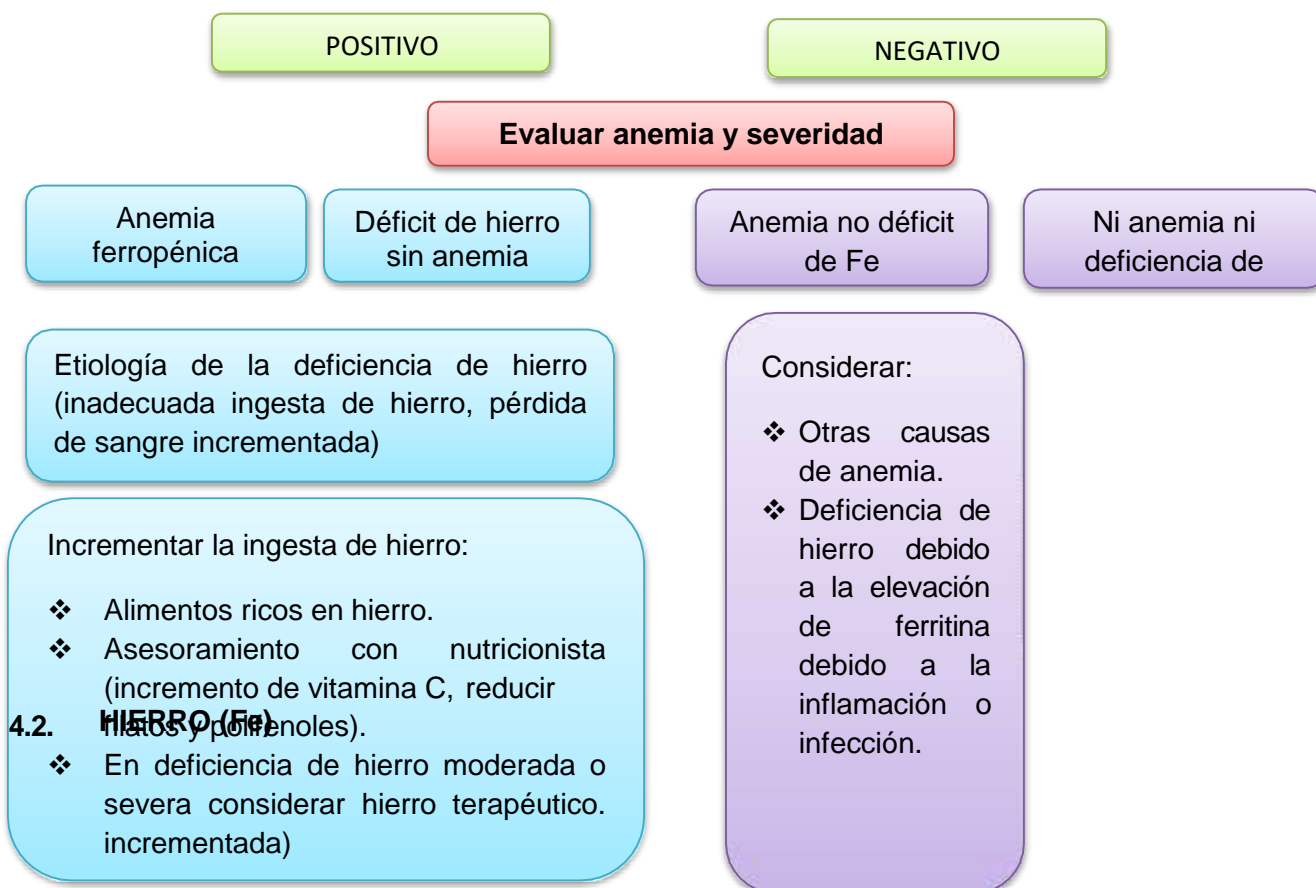 POSITIVO
NEGATIVO
Evaluar anemia y severidad
Anemia
ferropénica
Déficit de hierro
sin anemia
Anemia no déficit
de Fe
Ni anemia ni
deficiencia de
Etiología de la deficiencia de hierro
(inadecuada ingesta de hierro, pérdida
de sangre incrementada)
Incrementar la ingesta de hierro:
❖ Alimentos ricos en hierro.
❖ Asesoramiento con nutricionista
(incremento de vitamina C, reducir
y polifenoles).
4.2. HIERRO (Fe)
❖ En deficiencia de hierro moderada o
severa considerar hierro terapéutico.
incrementada)
Considerar:
❖ Otras causas
de anemia.
❖ Deficiencia de
hierro debido
a la elevación
de ferritina
debido a la
inflamación o
infección.